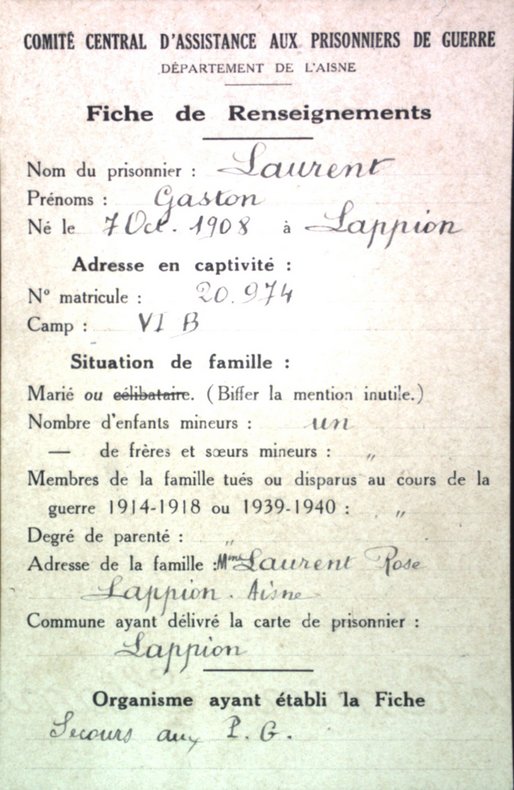 COMITÉ CENTRAL D'ASSISTANCE AUX PRISONNIERS DE GUERRE
DÉPARTEMENT DE L'AISNE
Fiche de Renseignements
Nom du prisonnier : Laurent
Prénoms : Gaston
Né le 7 Oct. 1908 à Lappion
Adresse en captivité :
N° matricule : 20.974
Camp : VI B
Situation de famille :
Marié ou célibataire. (Biffer la mention inutile.)
Nombre d'enfants mineurs : un
— de frères et sœurs mineurs : „
Membres de la famille tués ou disparus au cours de la
guerre 1914-1918 ou 1939-1940 : „
Degré de parenté : „
Adresse de la famille : Mme Laurent Rose
Lappion. Aisne
Commune ayant délivré la carte de prisonnier :
Lappion
Organisme ayant établi la Fiche
Secours aux P. G.